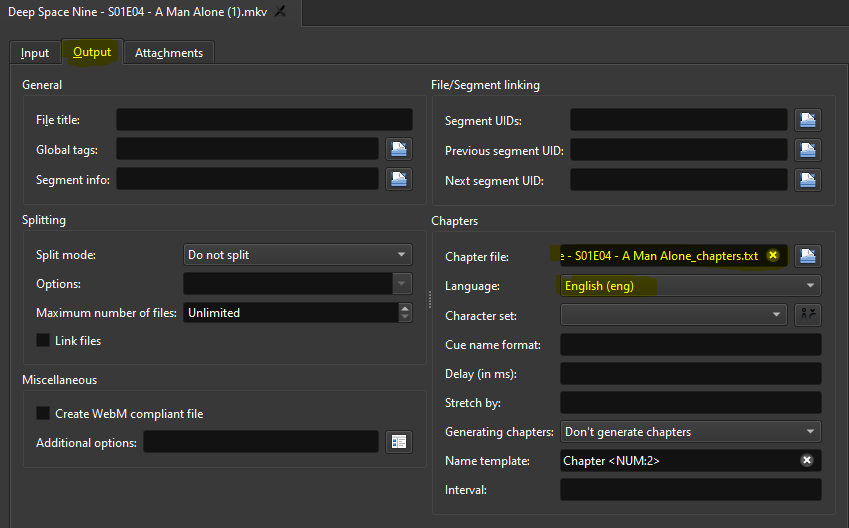 Deep Space Nine - S01E04 - A Man Alone (1).mkv
Input
Output
Attachments
General
File title:
Global tags:
Segment info:
Splitting
Split mode: Do not split
Options:
Maximum number of files: Unlimited
Link files
Miscellaneous
Create WebM compliant file
Additional options:
File/Segment linking
Segment UIDs:
Previous segment UID:
Next segment UID:
Chapters
Chapter file: e - S01E04 - A Man Alone_chapters.txt
Language: English (eng)
Character set:
Cue name format:
Delay (in ms):
Stretch by:
Generating chapters: Don't generate chapters
Name template: Chapter <NUM:2>
Interval: